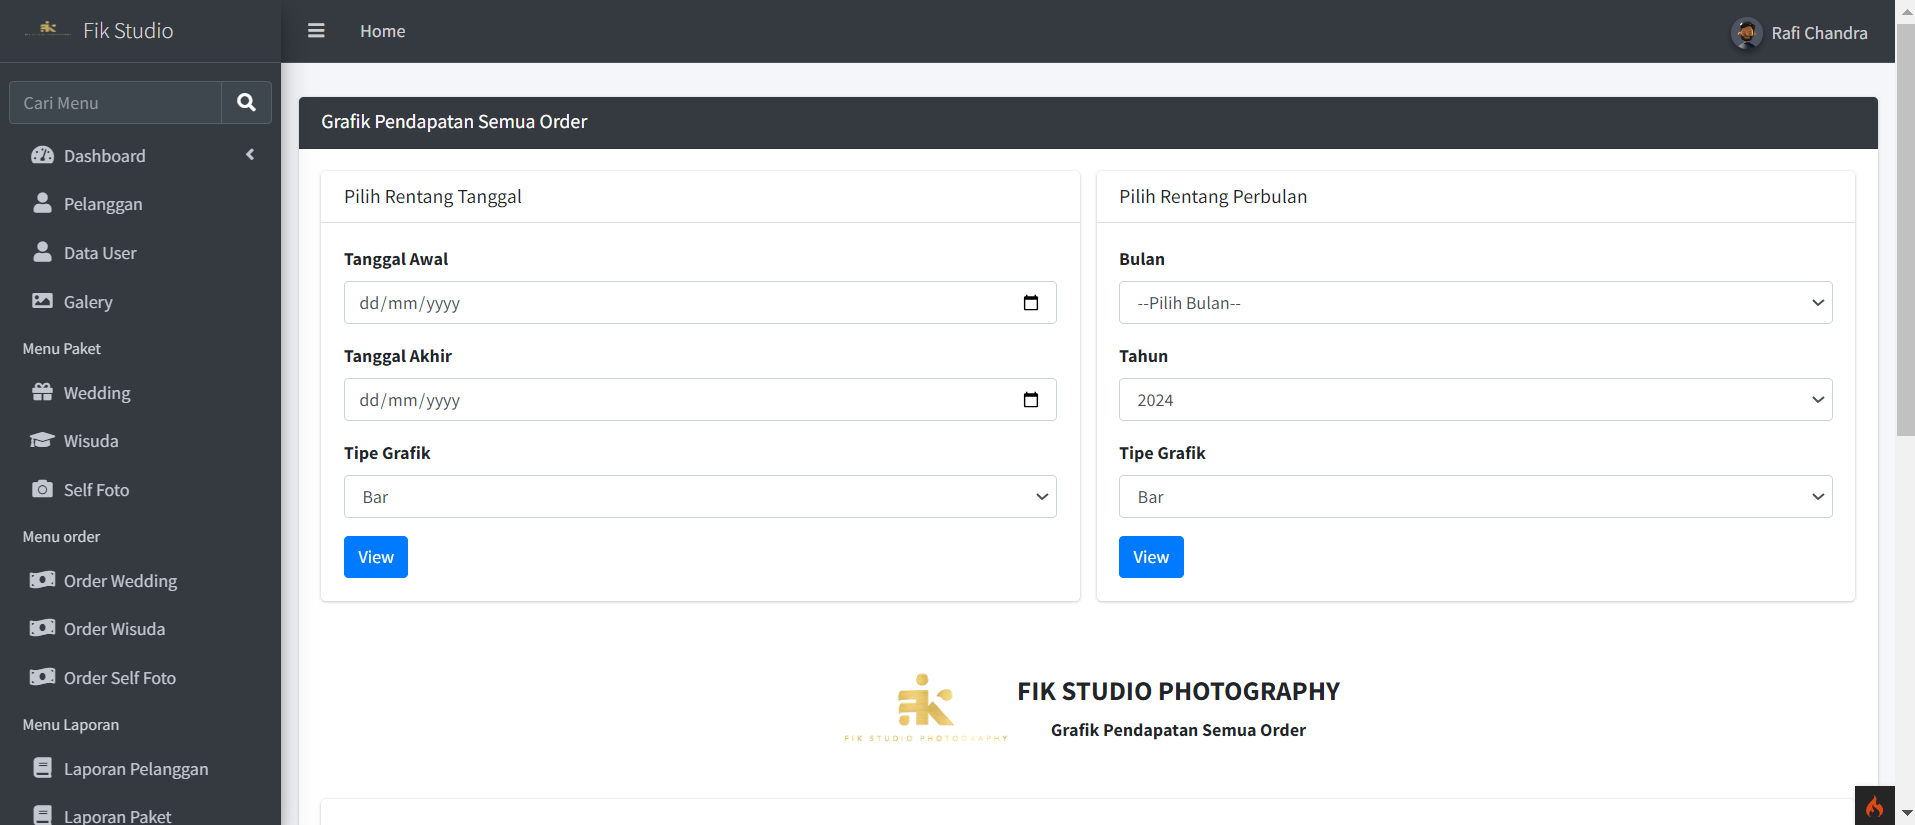 Fik Studio
Home
Rafi Chandra
Cari Menu
Dashboard
Pelanggan
Data User
Galery
Menu Paket
Wedding
Wisuda
Self Foto
Menu order
Order Wedding
Order Wisuda
Order Self Foto
Menu Laporan
Laporan Pelanggan
Laporan Paket
Grafik Pendapatan Semua Order
Pilih Rentang Tanggal
Tanggal Awal
dd/mm/yyyy
Tanggal Akhir
dd/mm/yyyy
Tipe Grafik
Bar
View
Pilih Rentang Perbulan
Bulan
--Pilih Bulan--
Tahun
2024
Tipe Grafik
Bar
View
FIK STUDIO PHOTOGRAPHY
FIK STUDIO PHOTOGRAPHY
Grafik Pendapatan Semua Order